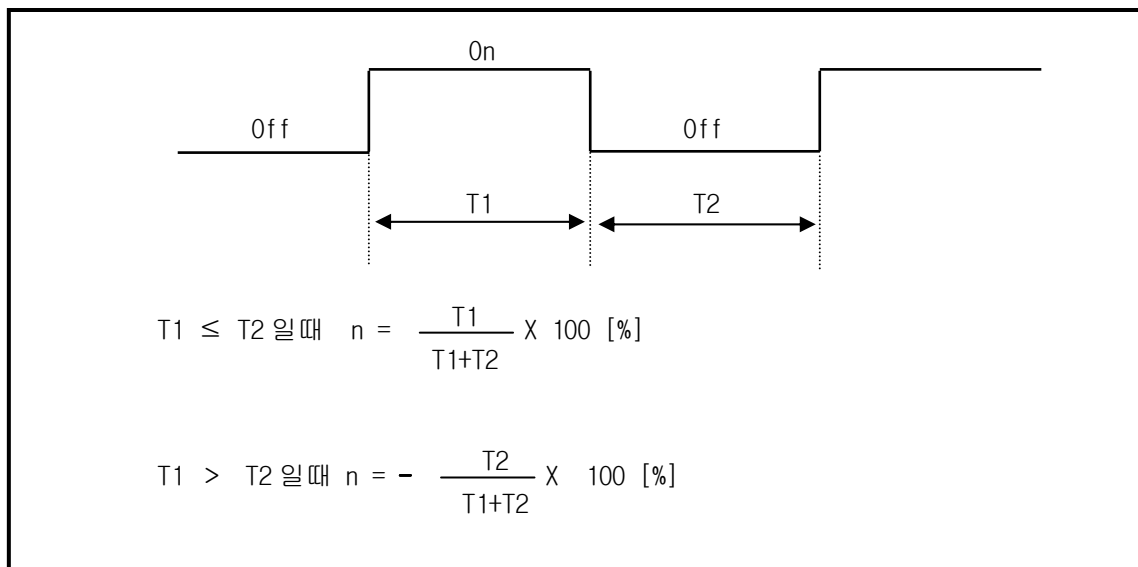 On
Off Off
T1 T2
T1 ≤ T2 일때 n = T1 / T1+T2 X 100 [%]
T1 > T2 일때 n = - T2 / T1+T2 X 100 [%]